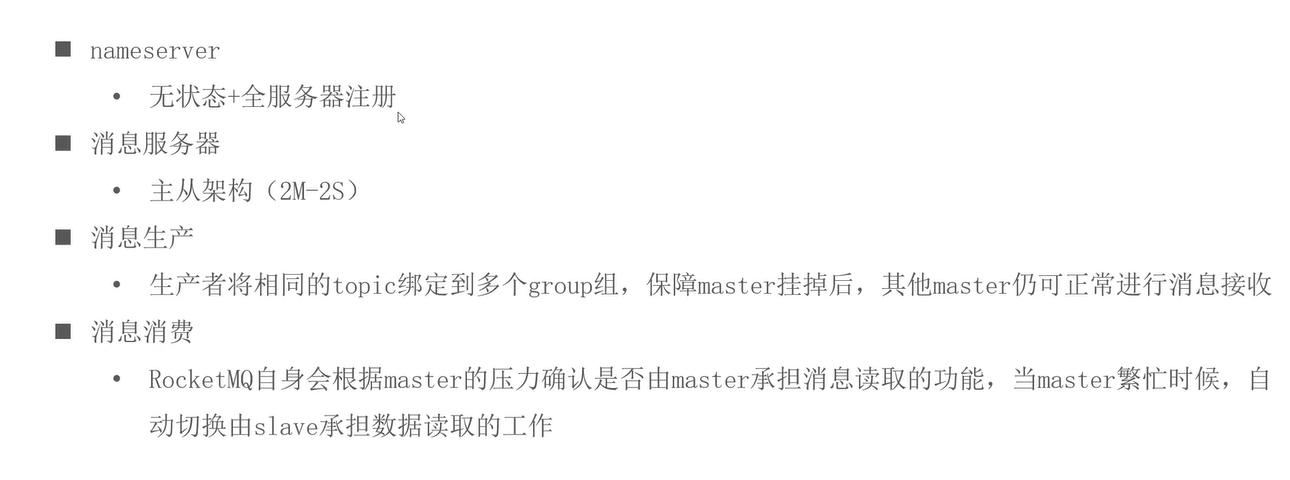 ■ nameserver
• 无状态+全服务器注册
■ 消息服务器
• 主从架构（2M-2S）
■ 消息生产
• 生产者将相同的topic绑定到多个group组，保障master挂掉后，其他master仍可正常进行消息接收
■ 消息消费
• RocketMQ自身会根据master的压力确认是否由master承担消息读取的功能，当master繁忙时候，自
动切换由slave承担数据读取的工作